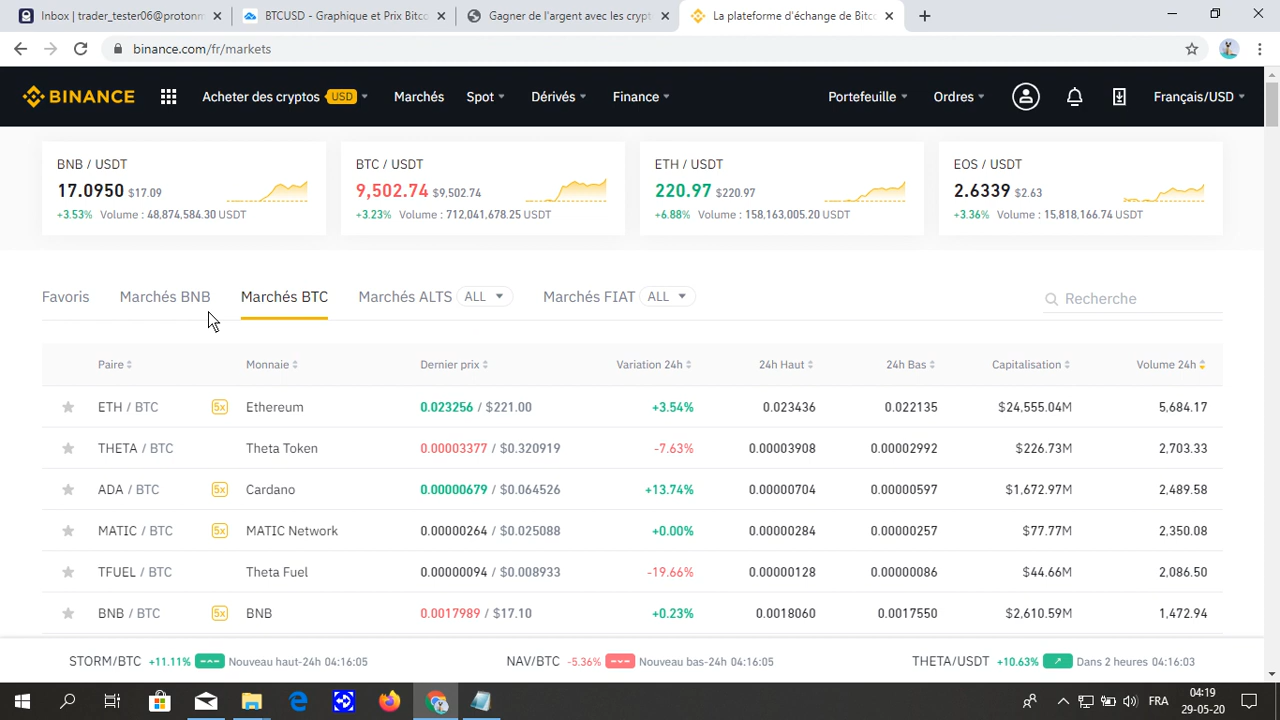 Inbox | trader_tester06@protonm
BTCUSD - Graphique et Prix Bitco
Gagner de l'argent avec les crypt
La plateforme d'échange de Bitc
binance.com/fr/markets
BINANCE
Acheter des cryptos USD
Marchés
Spot
Dérivés
Finance
Portefeuille
Ordres
Français/USD
BNB / USDT
17.0950 $17.09
+3.53% Volume : 48,874,584.30 USDT
BTC / USDT
9,502.74 $9,502.74
+3.23% Volume : 712,041,678.25 USDT
ETH / USDT
220.97 $220.97
+6.88% Volume : 158,163,005.20 USDT
EOS / USDT
2.6339 $2.63
+3.36% Volume : 15,818,166.74 USDT
Favoris Marchés BNB Marchés BTC Marchés ALTS ALL Marchés FIAT ALL Recherche
Paire Monnaie Dernier prix Variation 24h 24h Haut 24h Bas Capitalisation Volume 24h
ETH / BTC 5x Ethereum 0.023256 / $221.00 +3.54% 0.023436 0.022135 $24,555.04M 5,684.17
THETA / BTC Theta Token 0.00003377 / $0.320919 -7.63% 0.00003908 0.00002992 $226.73M 2,703.33
ADA / BTC 5x Cardano 0.00000679 / $0.064526 +13.74% 0.00000704 0.00000597 $1,672.97M 2,489.58
MATIC / BTC 5x MATIC Network 0.00000264 / $0.025088 +0.00% 0.00000284 0.00000257 $77.77M 2,350.08
TFUEL / BTC Theta Fuel 0.00000094 / $0.008933 -19.66% 0.00000128 0.00000086 $44.66M 2,086.50
BNB / BTC 5x BNB 0.0017989 / $17.10 +0.23% 0.0018060 0.0017550 $2,610.59M 1,472.94
STORM/BTC +11.11% Nouveau haut-24h 04:16:05
NAV/BTC -5.36% Nouveau bas-24h 04:16:05
THETA/USDT +10.63% Dans 2 heures 04:16:03
FRA
04:19
29-05-20